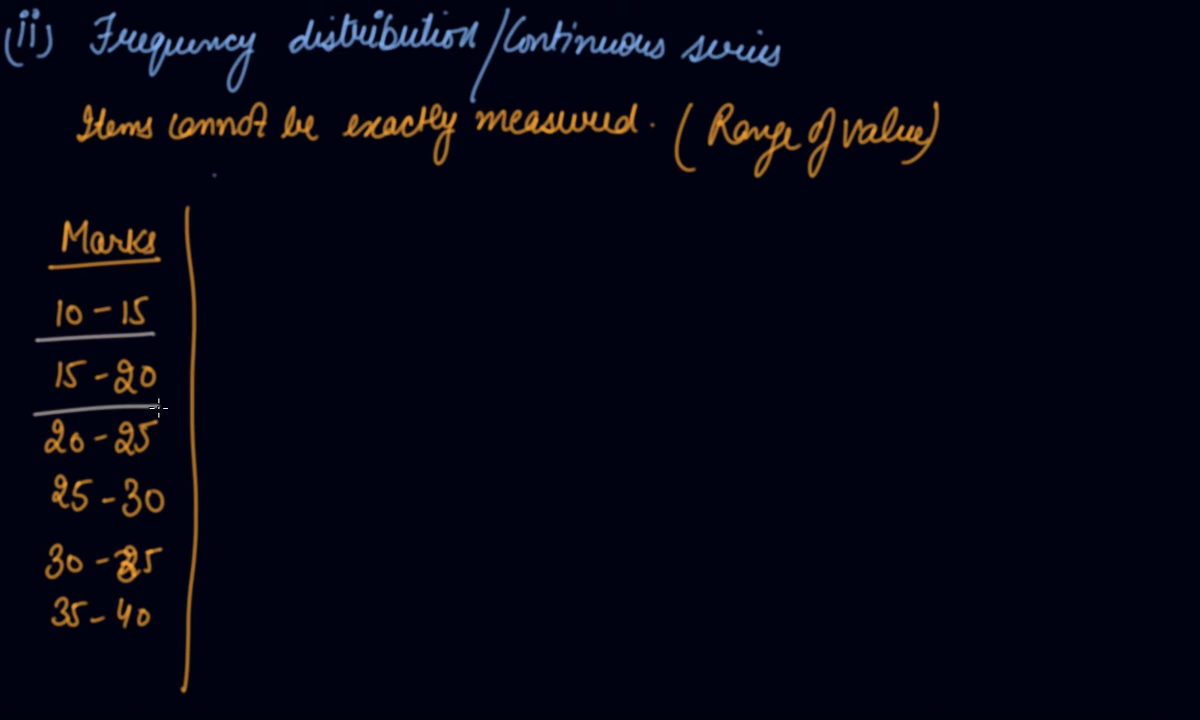 (ii) Frequency distribution/Continuous series
Items cannot be exactly measured. (Range of value)
Marks
10 - 15
15 - 20
20 - 25
25 - 30
30 - 35
35 - 40